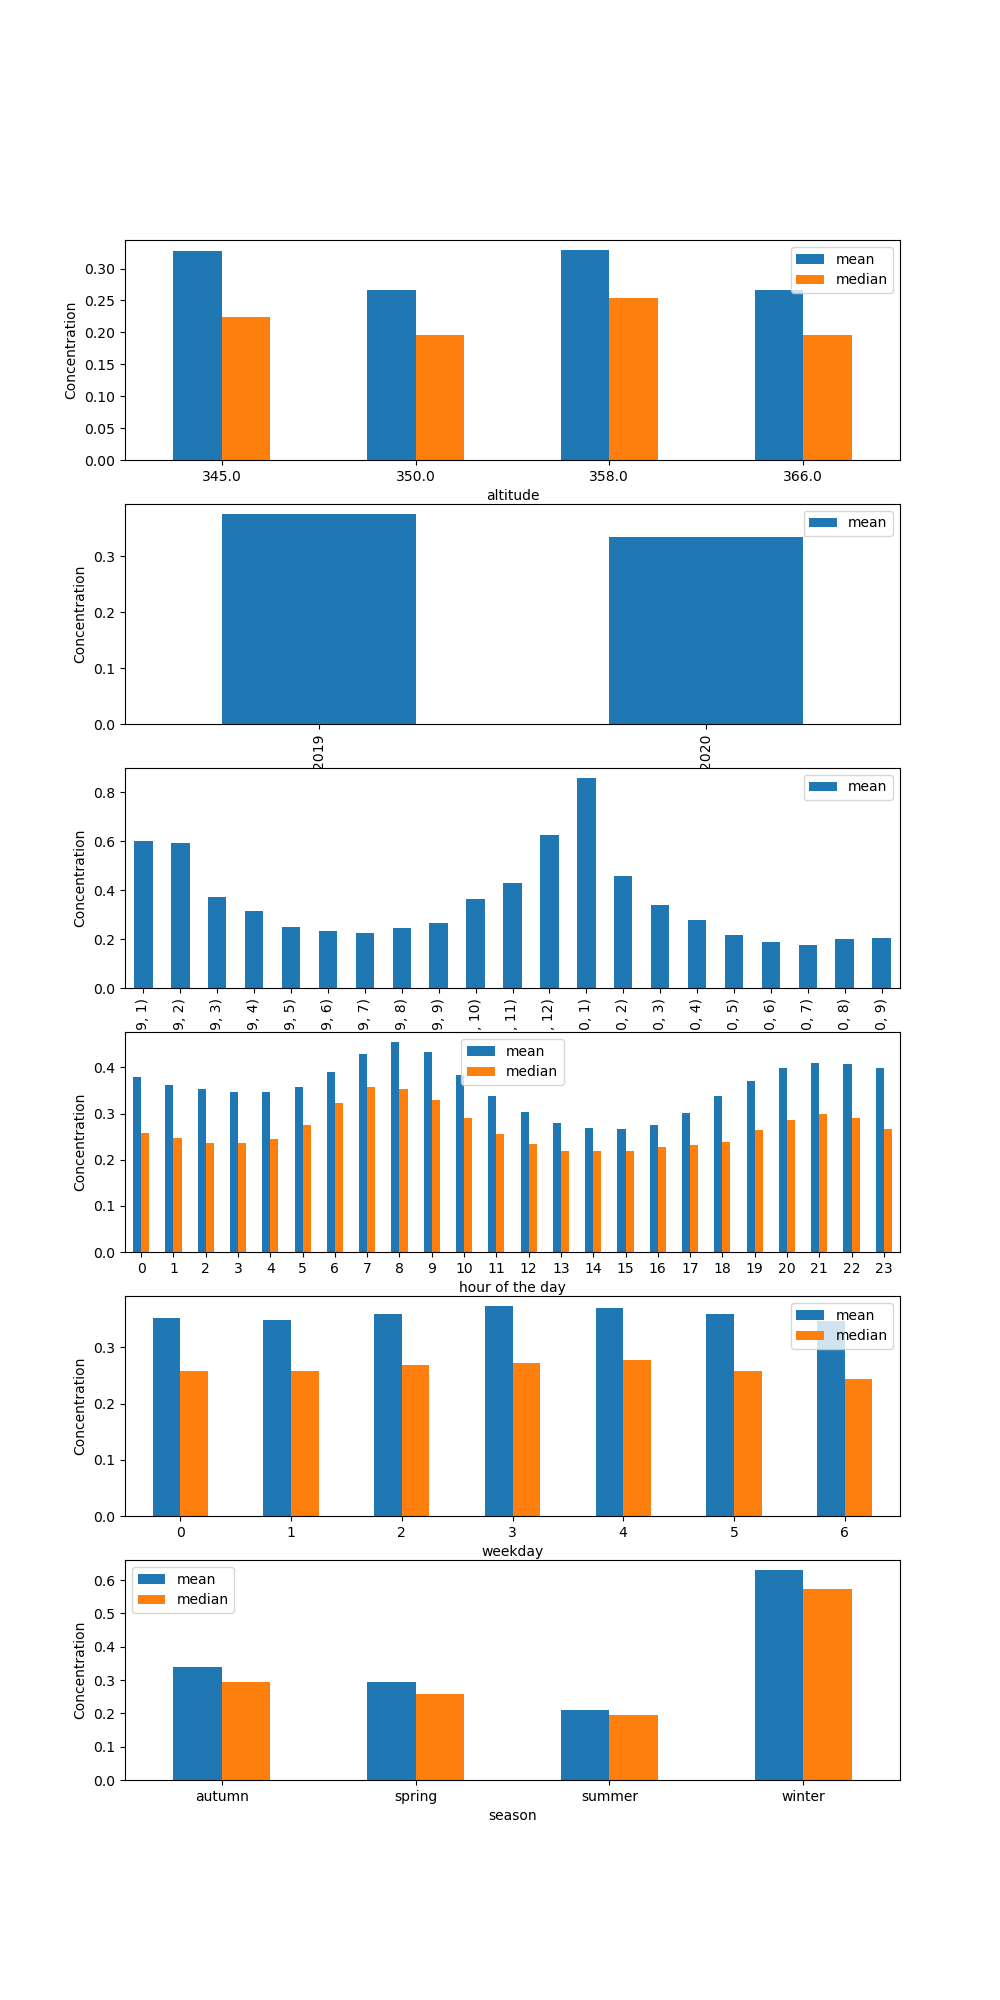 Concentration
0.30
0.25
0.20
0.15
0.10
0.05
0.00
mean
median
345.0 350.0 358.0 366.0
altitude
Concentration
0.3
0.2
0.1
0.0
mean
2019 2020
Concentration
0.8
0.6
0.4
0.2
0.0
mean
9, 1) 9, 2) 9, 3) 9, 4) 9, 5) 9, 6) 9, 7) 9, 8) 9, 9) , 10) , 11) , 12) 0, 1) 0, 2) 0, 3) 0, 4) 0, 5) 0, 6) 0, 7) 0, 8) 0, 9)
Concentration
0.4
0.3
0.2
0.1
0.0
mean
median
0 1 2 3 4 5 6 7 8 9 10 11 12 13 14 15 16 17 18 19 20 21 22 23
hour of the day
Concentration
0.3
0.2
0.1
0.0
mean
median
0 1 2 3 4 5 6
weekday
Concentration
0.6
0.5
0.4
0.3
0.2
0.1
0.0
mean
median
autumn spring summer winter
season